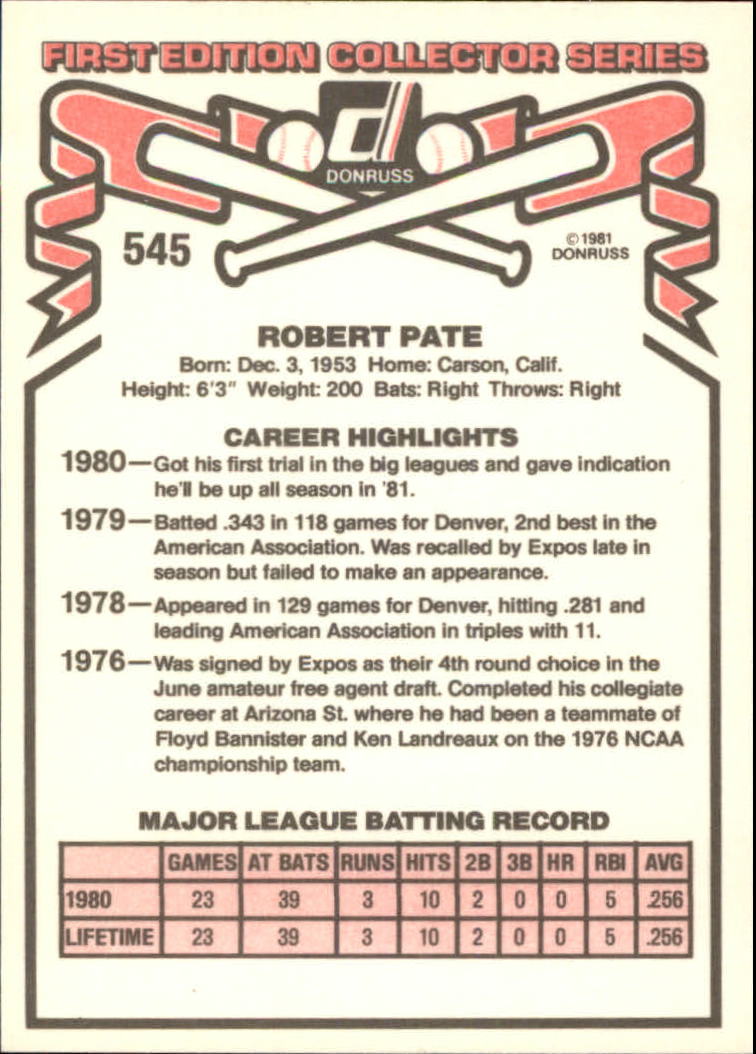 FIRST EDITION COLLECTOR SERIES
d
DONRUSS
545
© 1981
DONRUSS
ROBERT PATE
Born: Dec. 3, 1953 Home: Carson, Calif.
Height: 6'3" Weight: 200 Bats: Right Throws: Right
CAREER HIGHLIGHTS
1980—Got his first trial in the big leagues and gave indication
he'll be up all season in '81.
1979—Batted .343 in 118 games for Denver, 2nd best in the
American Association. Was recalled by Expos late in
season but failed to make an appearance.
1978—Appeared in 129 games for Denver, hitting .281 and
leading American Association in triples with 11.
1976—Was signed by Expos as their 4th round choice in the
June amateur free agent draft. Completed his collegiate
career at Arizona St. where he had been a teammate of
Floyd Bannister and Ken Landreaux on the 1976 NCAA
championship team.
MAJOR LEAGUE BATTING RECORD
GAMES AT BATS RUNS HITS 2B 3B HR RBI AVG
1980 23 39 3 10 2 0 0 5 .256
LIFETIME 23 39 3 10 2 0 0 5 .256